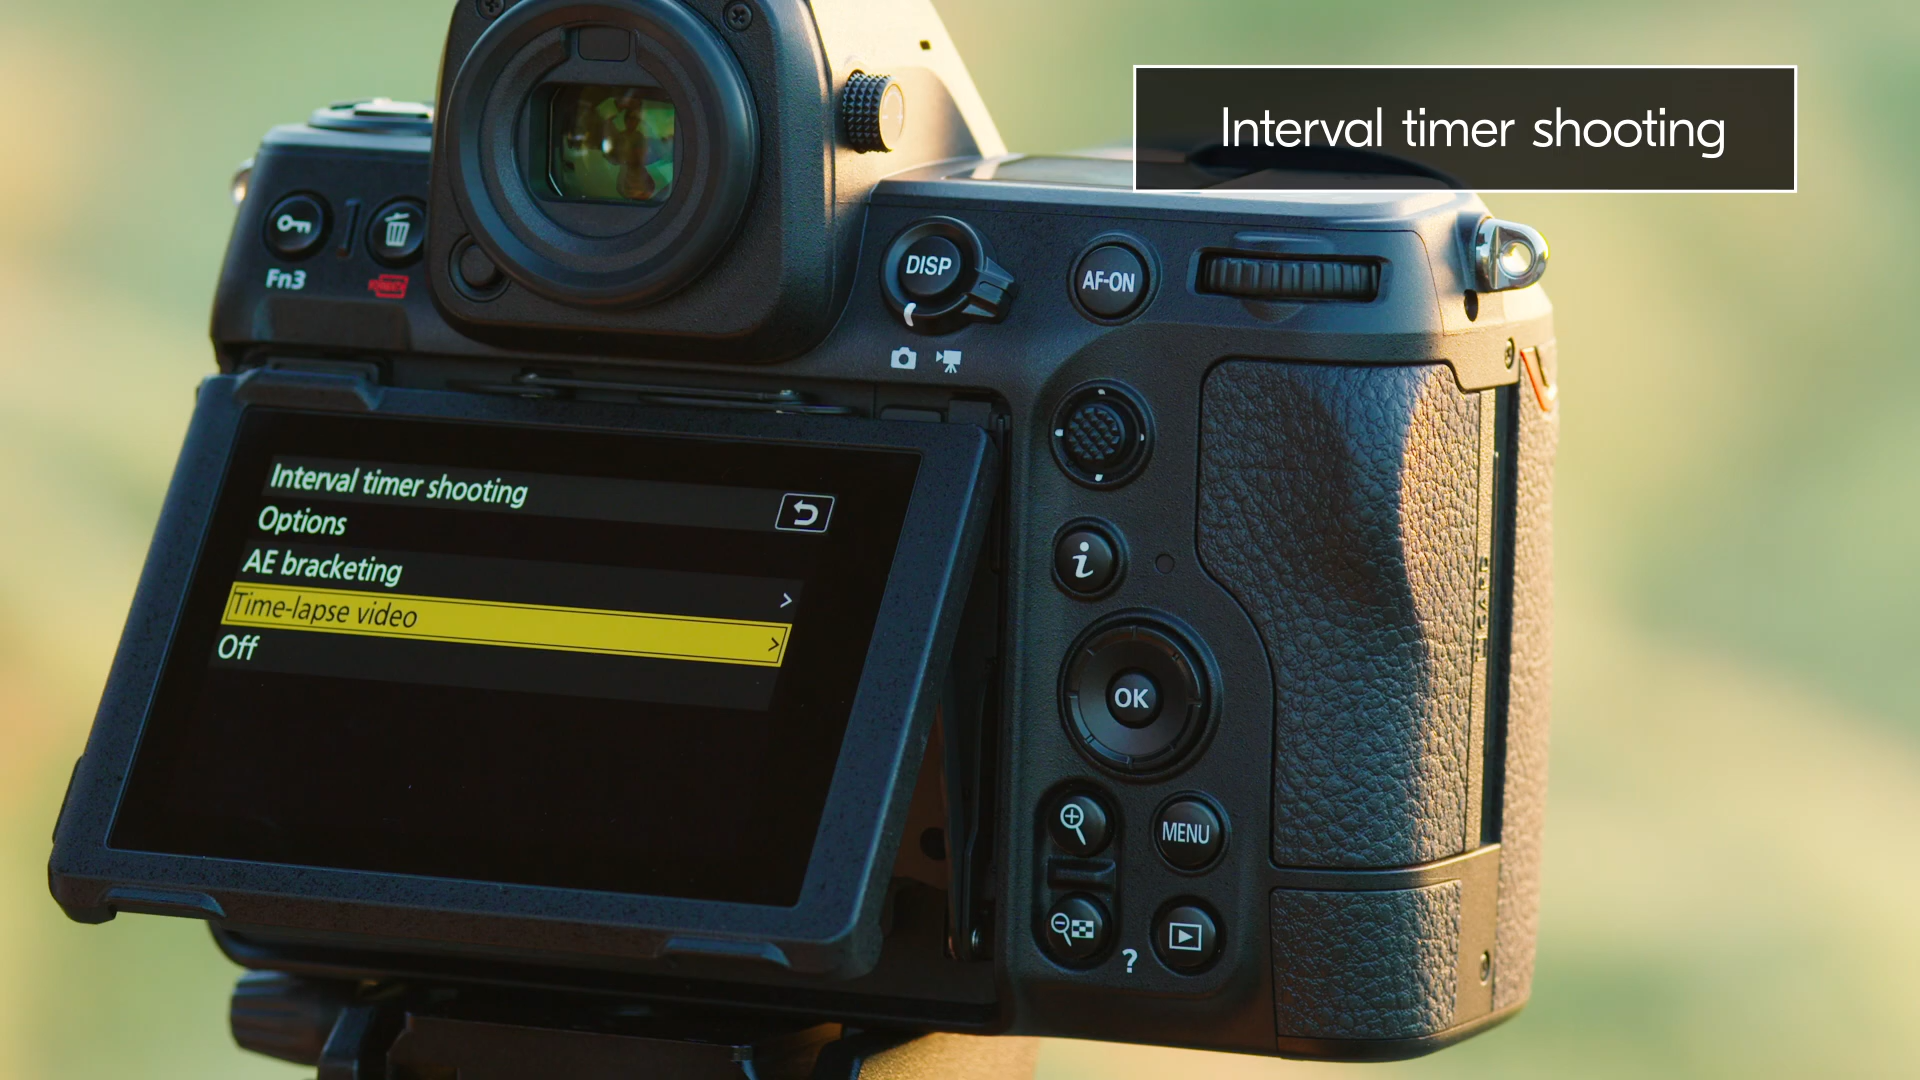 Interval timer shooting
Fn3
DISP
AF-ON
Interval timer shooting
Options
AE bracketing
Time-lapse video
Off
i
OK
MENU
?